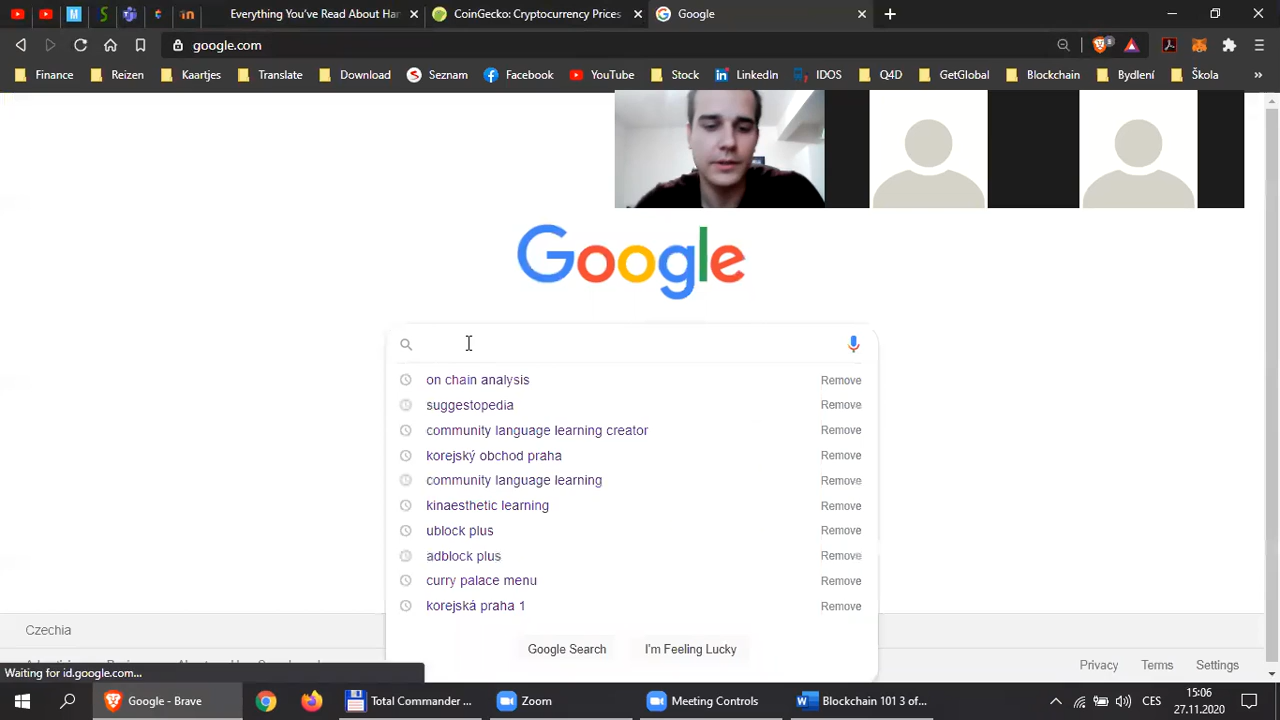 Everything You've Read About Har
CoinGecko: Cryptocurrency Prices
Google
google.com
Finance
Reizen
Kaartjes
Translate
Download
Seznam
Facebook
YouTube
Stock
LinkedIn
IDOS
Q4D
GetGlobal
Blockchain
Bydlení
Škola
Google
on chain analysis Remove
suggestopedia Remove
community language learning creator Remove
korejský obchod praha Remove
community language learning Remove
kinaesthetic learning Remove
ublock plus Remove
adblock plus Remove
curry palace menu Remove
korejská praha 1 Remove
Czechia
Google Search
I'm Feeling Lucky
Privacy
Terms
Settings
Waiting for id.google.com...
Google - Brave
Total Commander ...
Zoom
Meeting Controls
Blockchain 101 3 of...
CES
15:06
27.11.2020